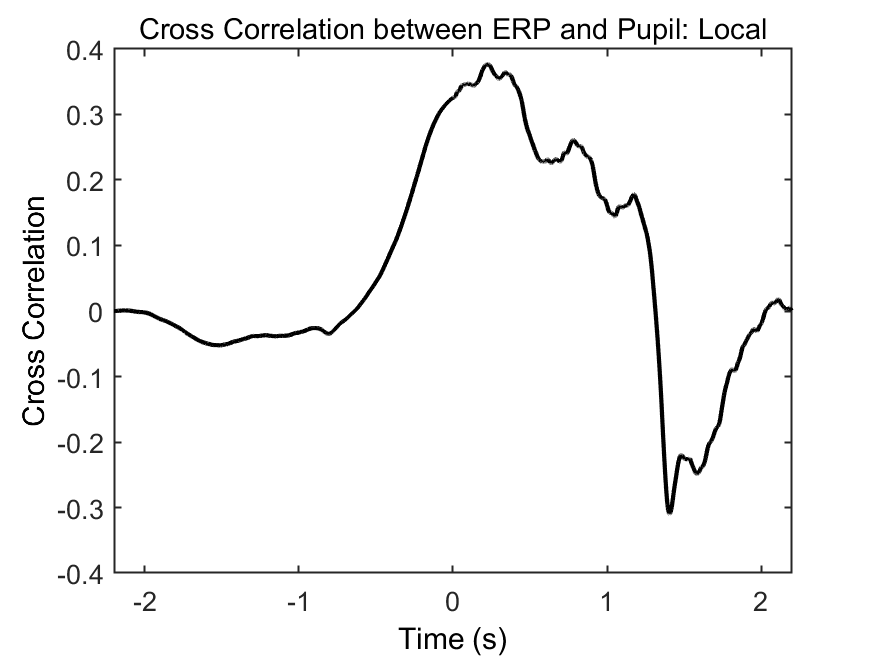 Cross Correlation between ERP and Pupil: Local
0.4
0.3
0.2
0.1
0
-0.1
-0.2
-0.3
-0.4
Cross Correlation
-2 -1 0 1 2
Time (s)